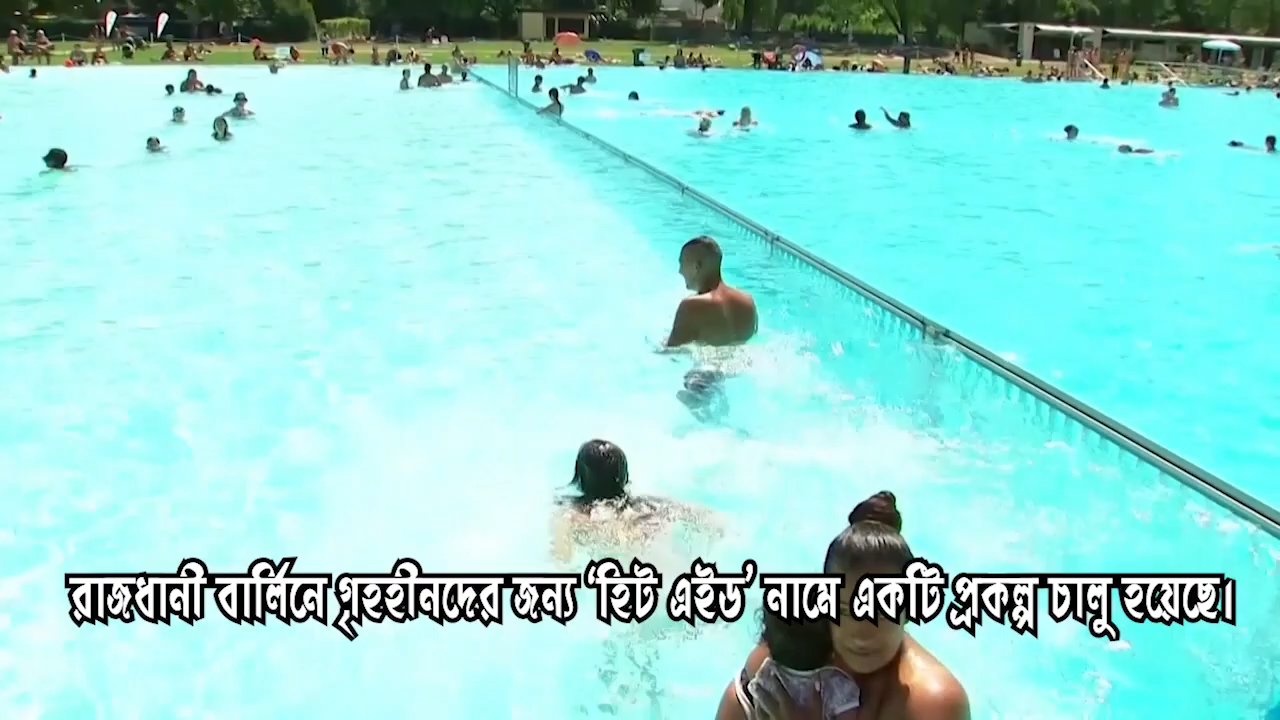 রাজধানী বার্লিনে গৃহহীনদের জন্য ‘হিট এইড’ নামে একটি প্রকল্প চালু হয়েছে।